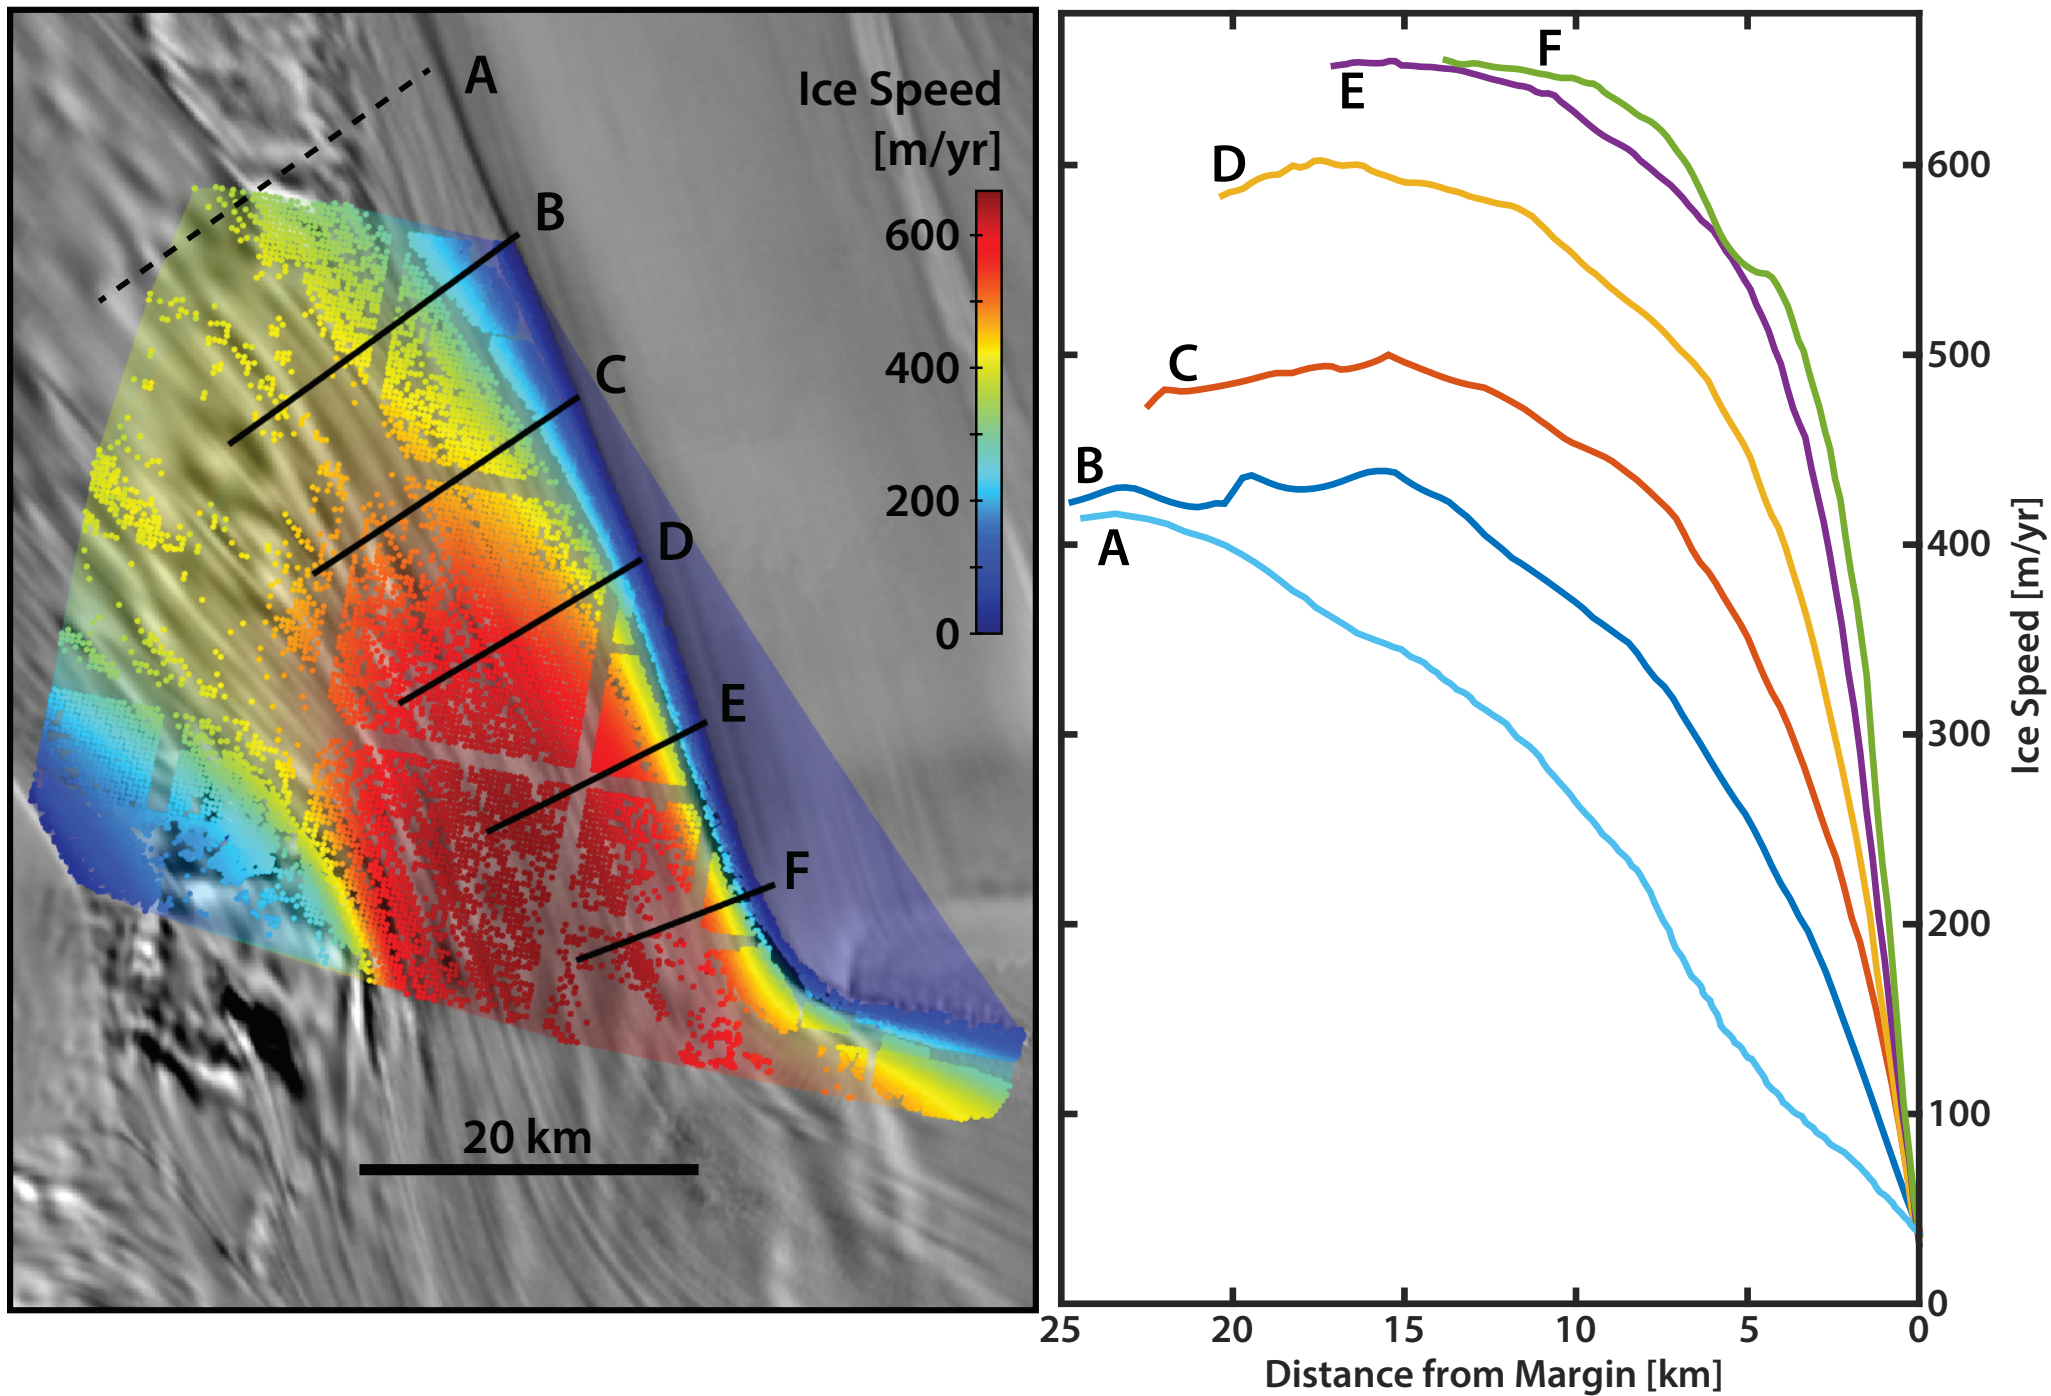 A
Ice Speed
[m/yr]
B
600
C
400
200
D
0
E
F
20 km
F
E
D
600
C
500
B
A
400
300
200
100
0
Ice Speed [m/yr]
25 20 15 10 5 0
Distance from Margin [km]